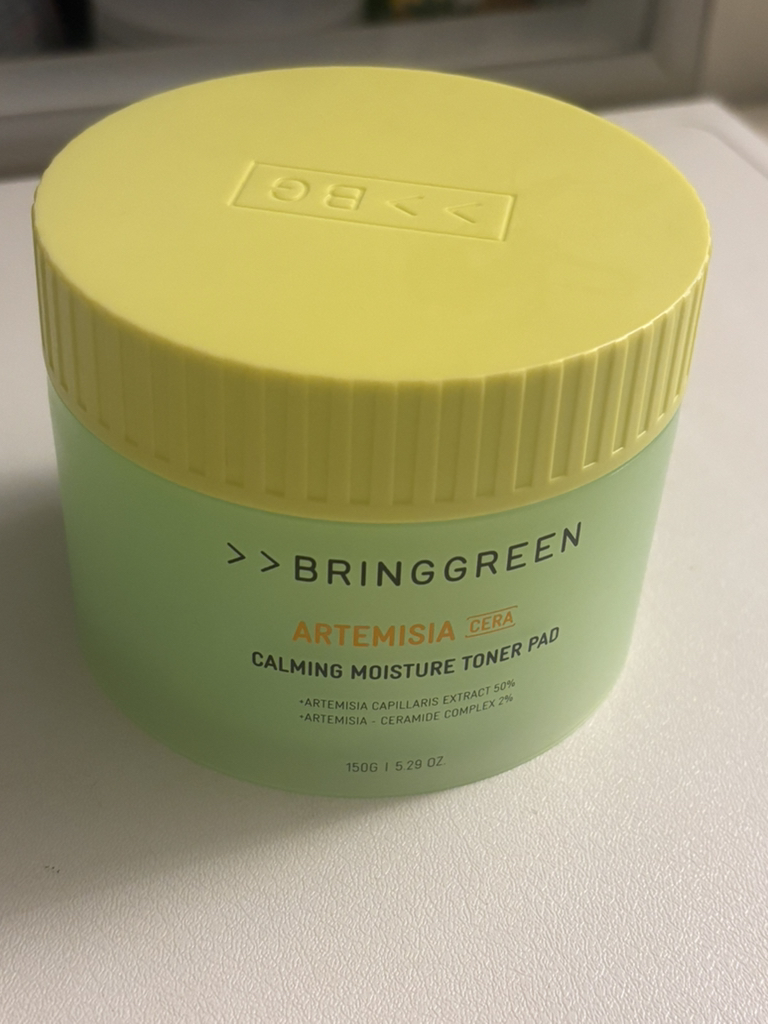 >>BG
>>BRINGGREEN
ARTEMISIA CERA
CALMING MOISTURE TONER PAD
•ARTEMISIA CAPILLARIS EXTRACT 50%
•ARTEMISIA - CERAMIDE COMPLEX 2%
150G | 5.29 OZ.